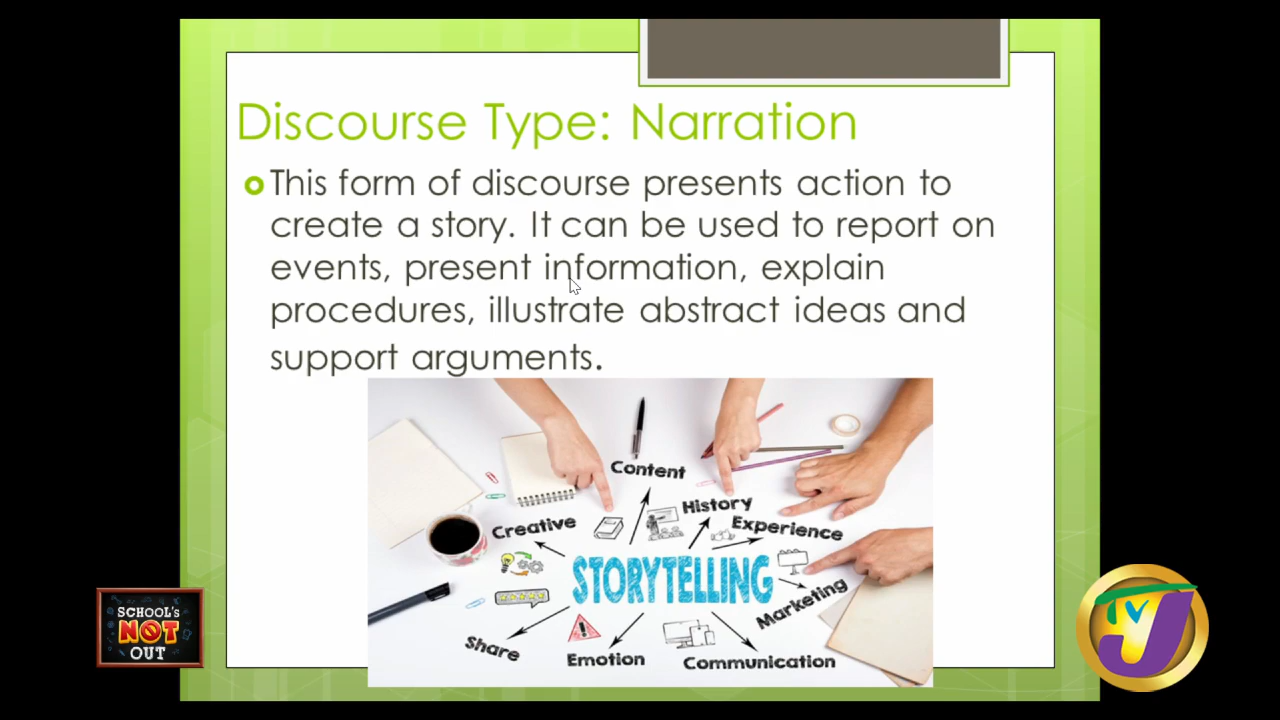 Discourse Type: Narration
This form of discourse presents action to
create a story. It can be used to report on
events, present information, explain
procedures, illustrate abstract ideas and
support arguments.
Content
History
Creative
Experience
STORYTELLING
Marketing
Share
Emotion
Communication
SCHOOL'S
NOT
OUT
TVJ